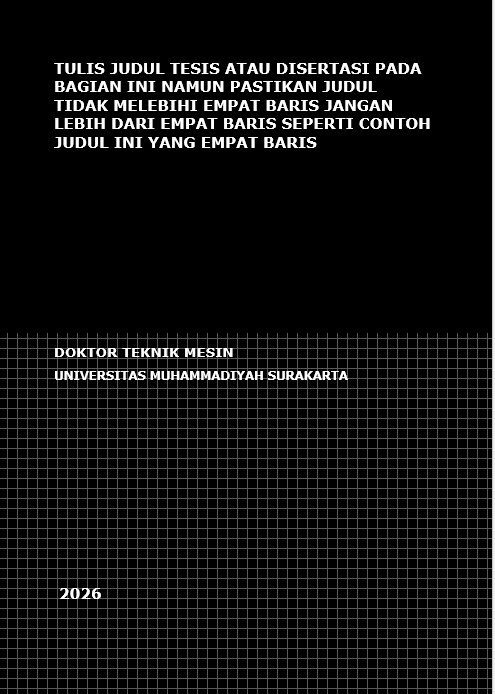 TULIS JUDUL TESIS ATAU DISERTASI PADA
BAGIAN INI NAMUN PASTIKAN JUDUL
TIDAK MELEBIHI EMPAT BARIS JANGAN
LEBIH DARI EMPAT BARIS SEPERTI CONTOH
JUDUL INI YANG EMPAT BARIS
DOKTOR TEKNIK MESIN
UNIVERSITAS MUHAMMADIYAH SURAKARTA
2026